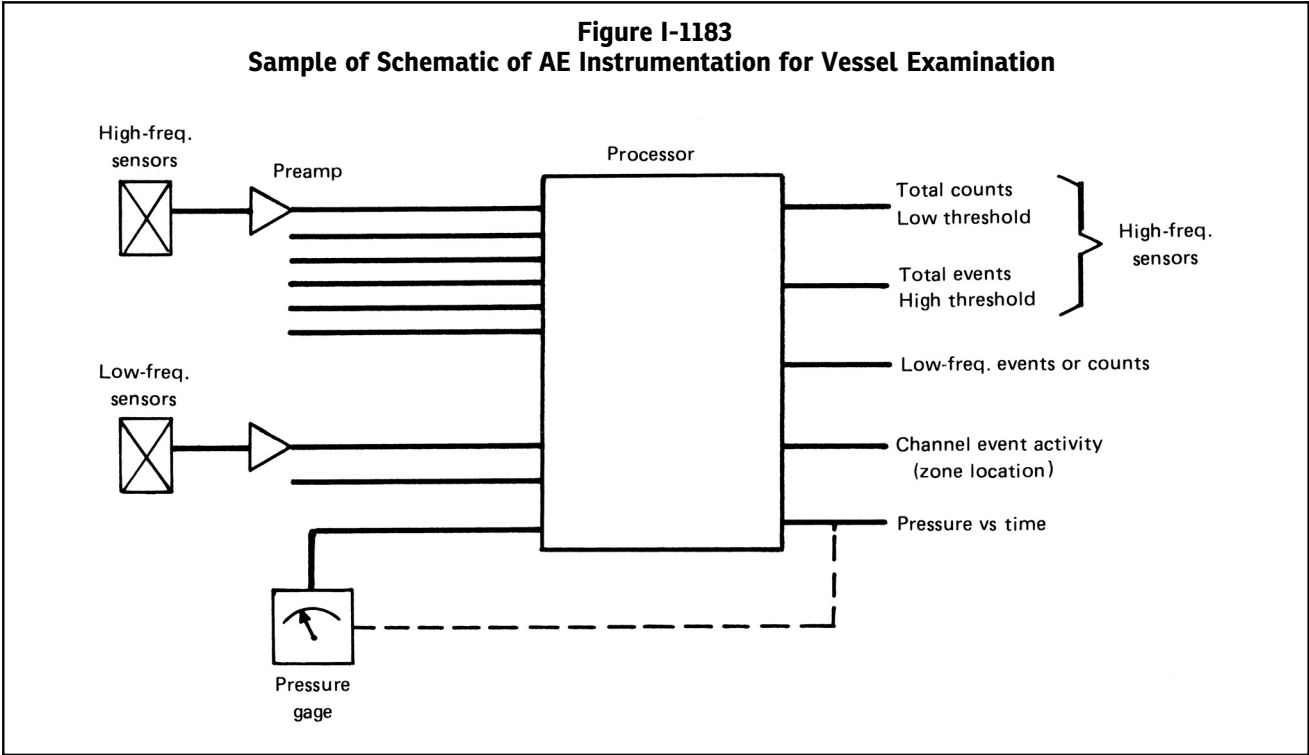 Figure I-1183
Sample of Schematic of AE Instrumentation for Vessel Examination
High-freq.
sensors
Preamp
Processor
Total counts
Low threshold
Total events
High threshold
High-freq.
sensors
Low-freq. events or counts
Low-freq.
sensors
Channel event activity
(zone location)
Pressure vs time
Pressure
gage